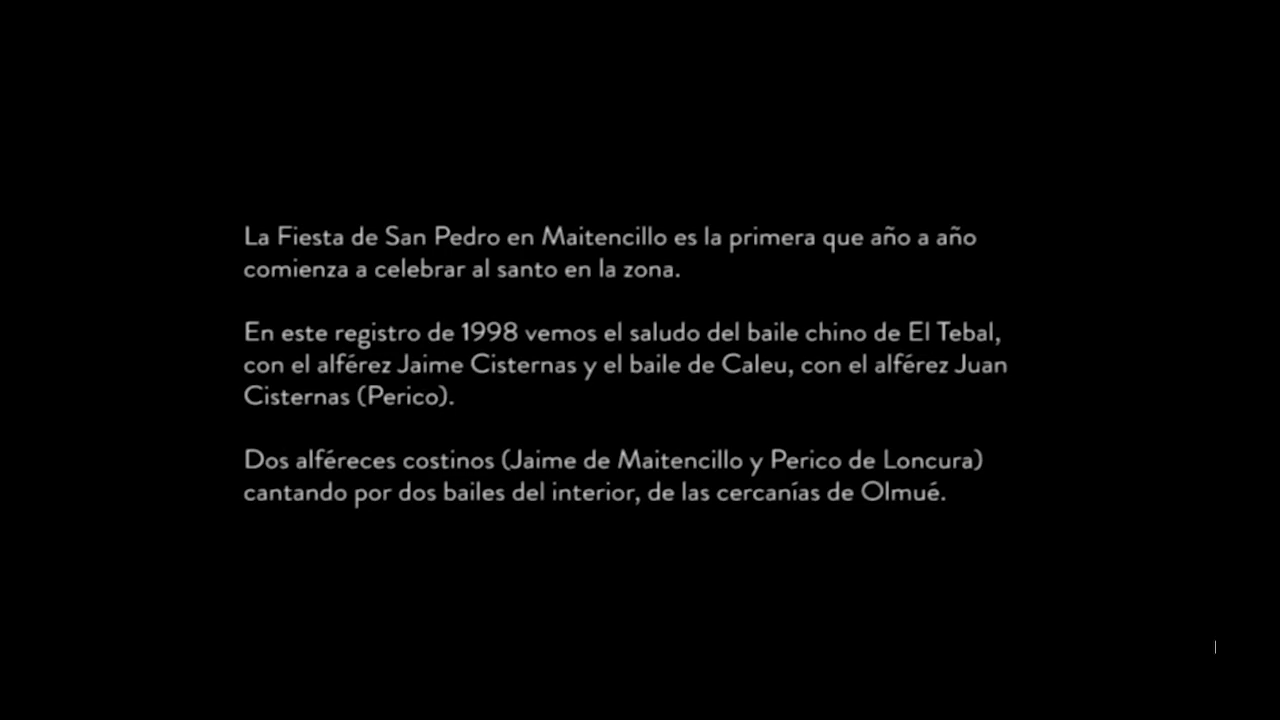 La Fiesta de San Pedro en Maitencillo es la primera que año a año
comienza a celebrar al santo en la zona.
En este registro de 1998 vemos el saludo del baile chino de El Tebal,
con el alférez Jaime Cisternas y el baile de Caleu, con el alférez Juan
Cisternas (Perico).
Dos alféreces costinos (Jaime de Maitencillo y Perico de Loncura)
cantando por dos bailes del interior, de las cercanías de Olmué.